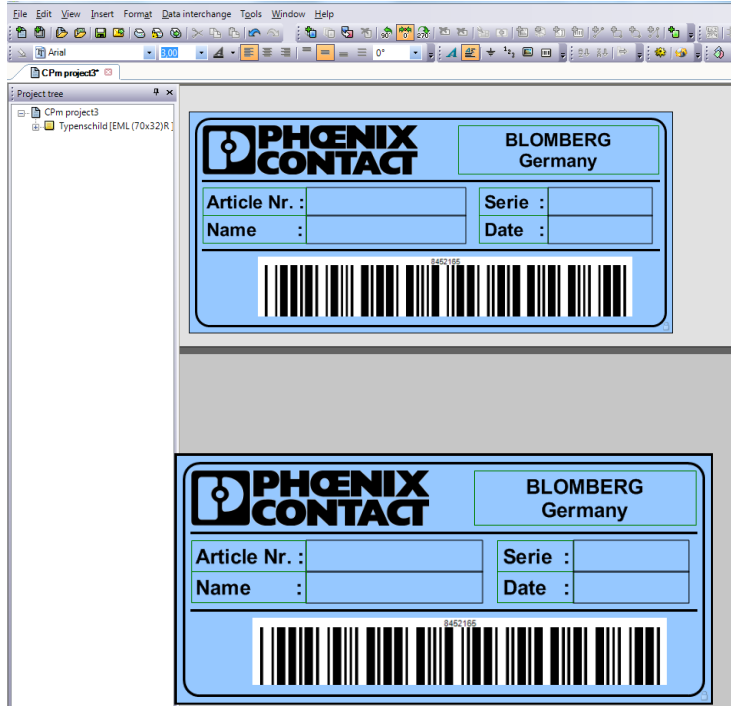 File Edit View Insert Format Data interchange Tools Window Help
Arial 3.00 0°
CPm project3*
Project tree
CPm project3
Typenschild [EML (70x32)R]
PHŒNIX
CONTACT
BLOMBERG
Germany
Article Nr. : Serie :
Name : Date :
8452165
PHŒNIX
CONTACT
BLOMBERG
Germany
Article Nr. : Serie :
Name : Date :
8452165